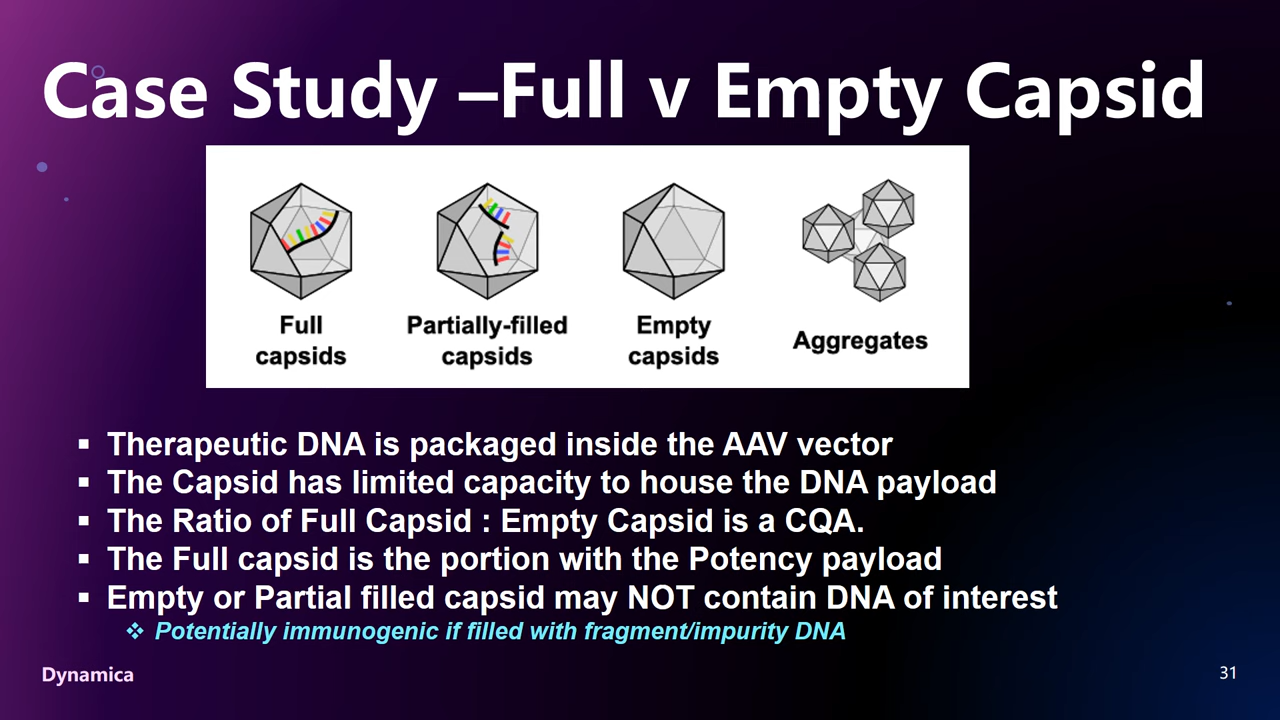 Case Study –Full v Empty Capsid
Full
capsids
Partially-filled
capsids
Empty
capsids
Aggregates
▪ Therapeutic DNA is packaged inside the AAV vector
▪ The Capsid has limited capacity to house the DNA payload
▪ The Ratio of Full Capsid : Empty Capsid is a CQA.
▪ The Full capsid is the portion with the Potency payload
▪ Empty or Partial filled capsid may NOT contain DNA of interest
❖ Potentially immunogenic if filled with fragment/impurity DNA
Dynamica
31